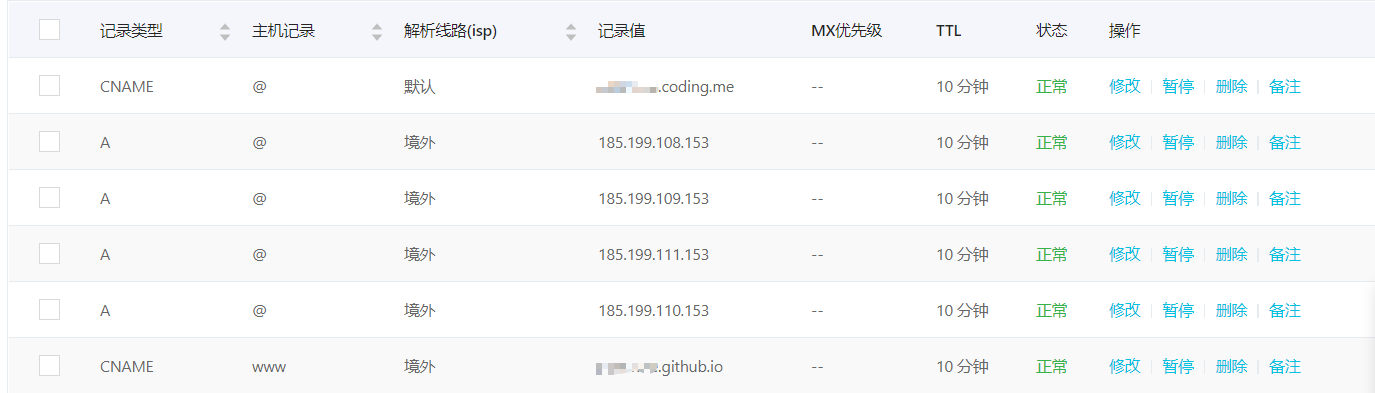 记录类型 主机记录 解析线路(isp) 记录值 MX优先级 TTL 状态 操作
CNAME @ 默认 .coding.me -- 10 分钟 正常 修改 暂停 删除 备注
A @ 境外 185.199.108.153 -- 10 分钟 正常 修改 暂停 删除 备注
A @ 境外 185.199.109.153 -- 10 分钟 正常 修改 暂停 删除 备注
A @ 境外 185.199.111.153 -- 10 分钟 正常 修改 暂停 删除 备注
A @ 境外 185.199.110.153 -- 10 分钟 正常 修改 暂停 删除 备注
CNAME www 境外 .github.io -- 10 分钟 正常 修改 暂停 删除 备注